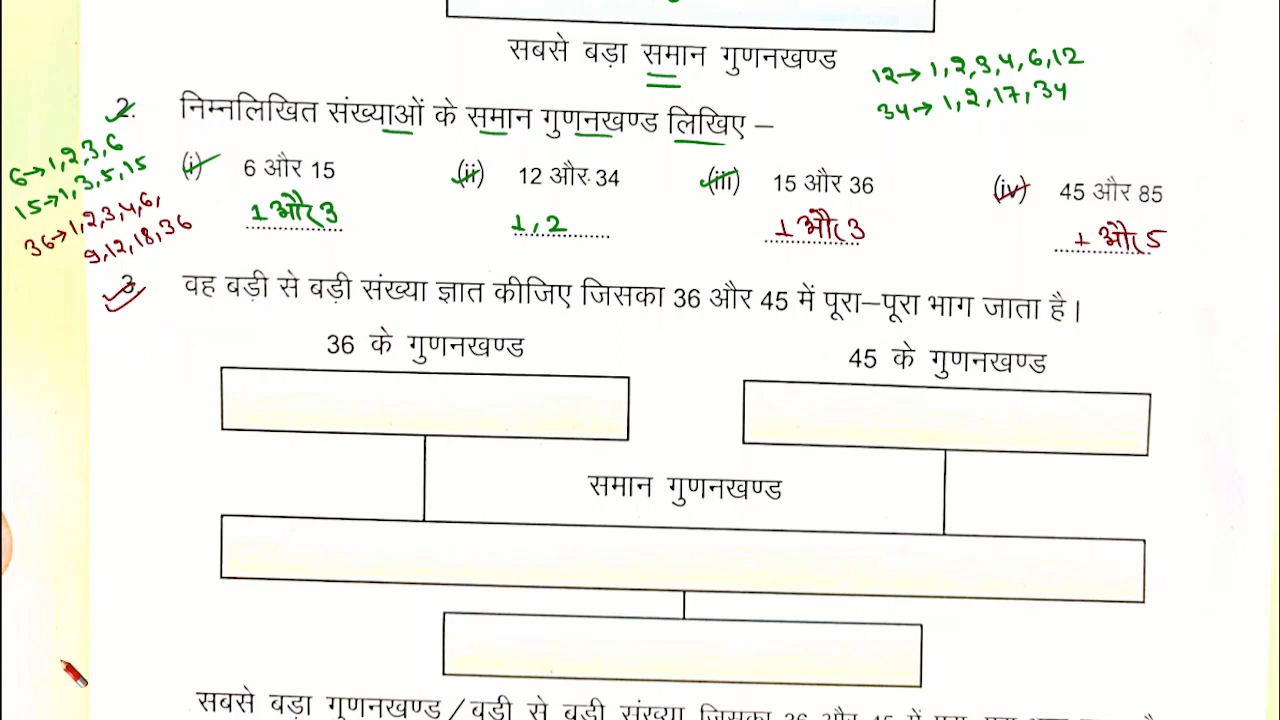 सबसे बड़ा समान गुणनखण्ड
12→1,2,3,4,6,12
34→1,2,17,34
2. निम्नलिखित संख्याओं के समान गुणनखण्ड लिखिए –
6→1,2,3,6
15→1,3,5,15
36→1,2,3,4,6,
9,12,18,36
(i) 6 और 15 (ii) 12 और 34 (iii) 15 और 36 (iv) 45 और 85
1 और 3 1,2 1 और 3 1 और 5
3. वह बड़ी से बड़ी संख्या ज्ञात कीजिए जिसका 36 और 45 में पूरा–पूरा भाग जाता है।
36 के गुणनखण्ड 45 के गुणनखण्ड
समान गुणनखण्ड
सबसे बड़ा गुणनखण्ड / बड़ी से बड़ी संख्या जिसका 36 और 45 में